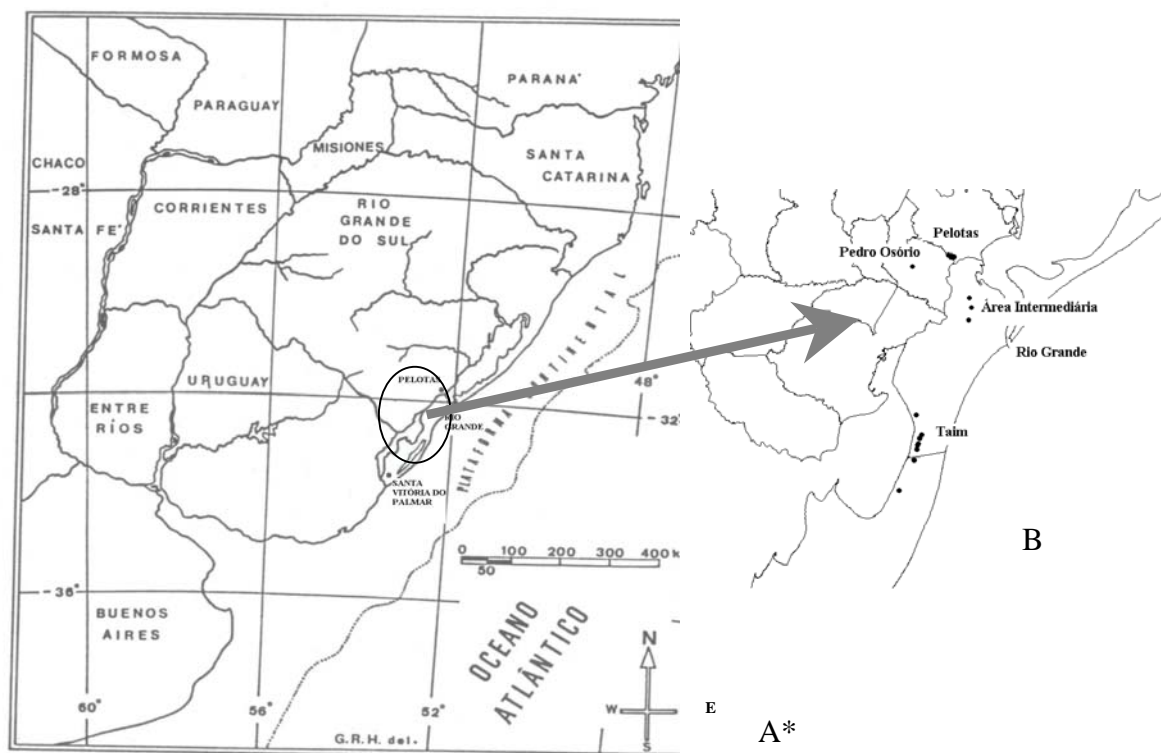 FORMOSA
PARAGUAY
PARANA'
CHACO
MISIONES
SANTA
CATARINA
-28°
CORRIENTES
RIO
GRANDE
DO SUL
SANTA FE'
URUGUAY
PELOTAS
RIO
GRANDE
ENTRE
RÍOS
SANTA
VITÓRIA DO
PALMAR
PLATAFORMA
48°
-32°
0 100 200 300 400 k
50
-36°
BUENOS
AIRES
OCEANO
ATLÂNTICO
N
W
S
E
60°
56°
52°
G.R.H. del.
A*
Pelotas
Pedro Osório
Área Intermediária
Rio Grande
Taim
B